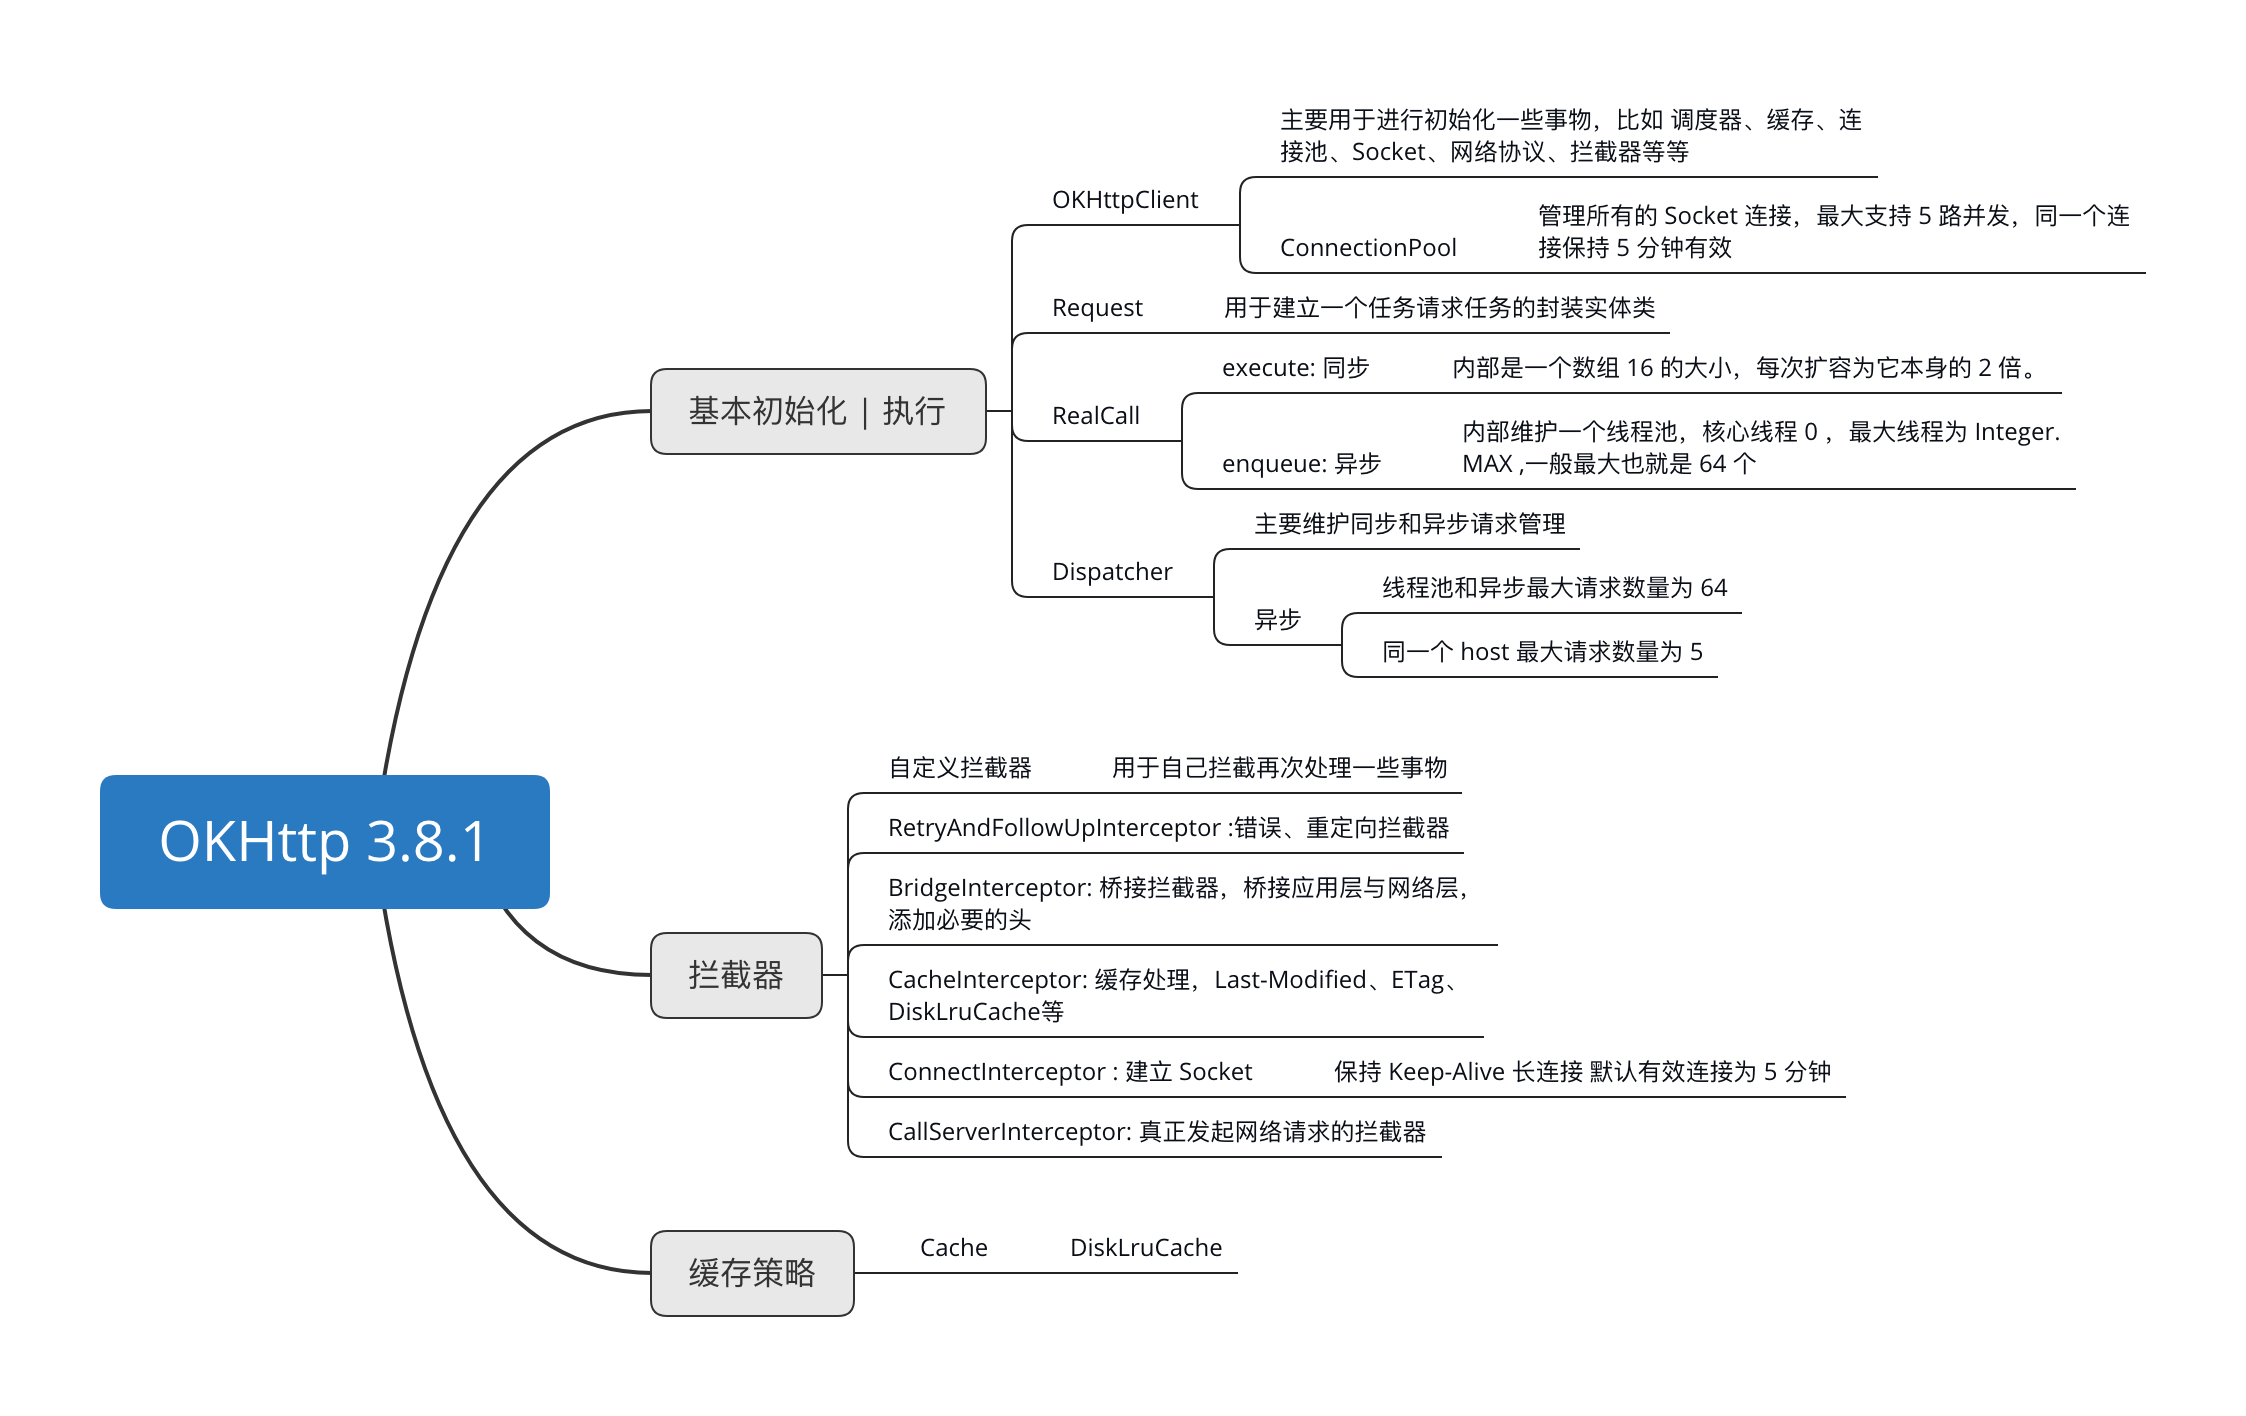 OKHttp 3.8.1
基本初始化 | 执行
OKHttpClient
主要用于进行初始化一些事物，比如 调度器、缓存、连
接池、Socket、网络协议、拦截器等等
ConnectionPool
管理所有的 Socket 连接，最大支持 5 路并发，同一个连
接保持 5 分钟有效
Request
用于建立一个任务请求任务的封装实体类
RealCall
execute: 同步
内部是一个数组 16 的大小，每次扩容为它本身的 2 倍。
enqueue: 异步
内部维护一个线程池，核心线程 0 ，最大线程为 Integer.
MAX ,一般最大也就是 64 个
Dispatcher
主要维护同步和异步请求管理
异步
线程池和异步最大请求数量为 64
同一个 host 最大请求数量为 5
拦截器
自定义拦截器
用于自己拦截再次处理一些事物
RetryAndFollowUpInterceptor :错误、重定向拦截器
BridgeInterceptor: 桥接拦截器，桥接应用层与网络层，
添加必要的头
CacheInterceptor: 缓存处理，Last-Modified、ETag、
DiskLruCache等
ConnectInterceptor : 建立 Socket
保持 Keep-Alive 长连接 默认有效连接为 5 分钟
CallServerInterceptor: 真正发起网络请求的拦截器
缓存策略
Cache
DiskLruCache